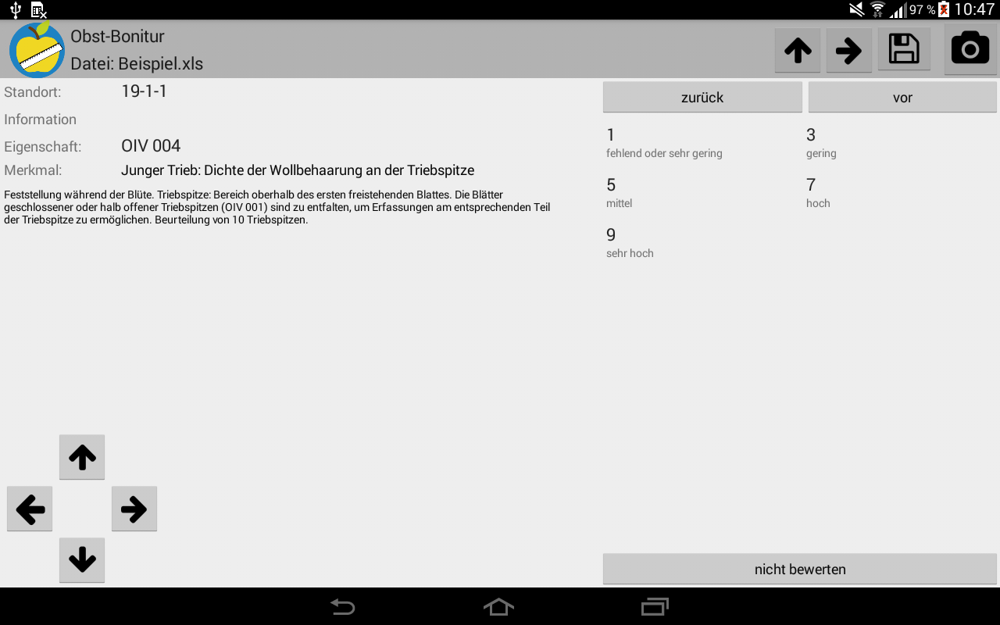 97 % 10:47
Obst-Bonitur
Datei: Beispiel.xls
Standort: 19-1-1
Information
Eigenschaft: OIV 004
Merkmal: Junger Trieb: Dichte der Wollbehaarung an der Triebspitze
Feststellung während der Blüte. Triebspitze: Bereich oberhalb des ersten freistehenden Blattes. Die Blätter
geschlossener oder halb offener Triebspitzen (OIV 001) sind zu entfalten, um Erfassungen am entsprechenden Teil
der Triebspitze zu ermöglichen. Beurteilung von 10 Triebspitzen.
zurück vor
1 3
fehlend oder sehr gering gering
5 7
mittel hoch
9
sehr hoch
nicht bewerten